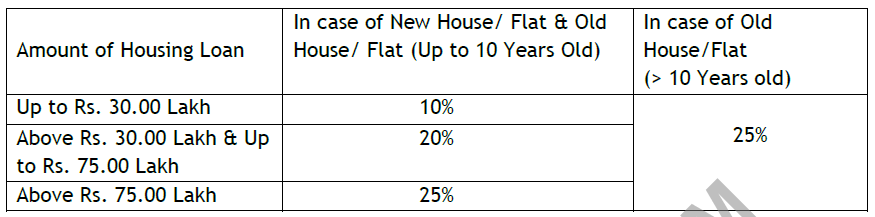 Amount of Housing Loan
In case of New House/ Flat & Old
House/ Flat (Up to 10 Years Old)
In case of Old
House/Flat
(> 10 Years old)
Up to Rs. 30.00 Lakh
10%
25%
Above Rs. 30.00 Lakh & Up
to Rs. 75.00 Lakh
20%
Above Rs. 75.00 Lakh
25%
M